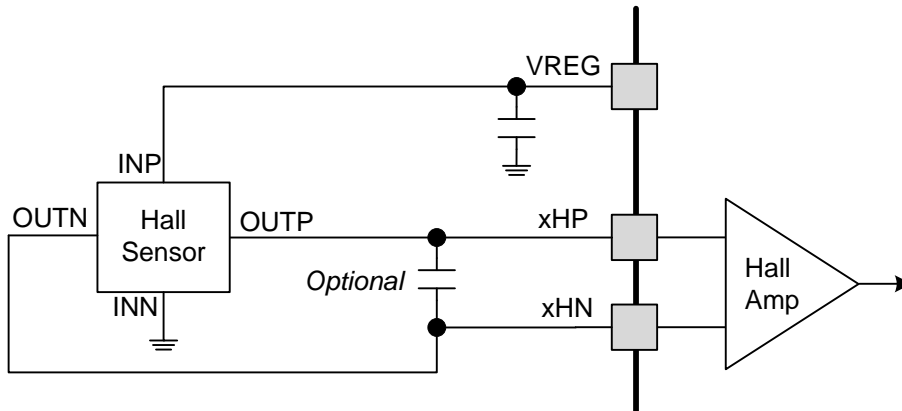 VREG
INP
OUTN
Hall
Sensor
OUTP
xHP
Optional
Hall
Amp
INN
xHN